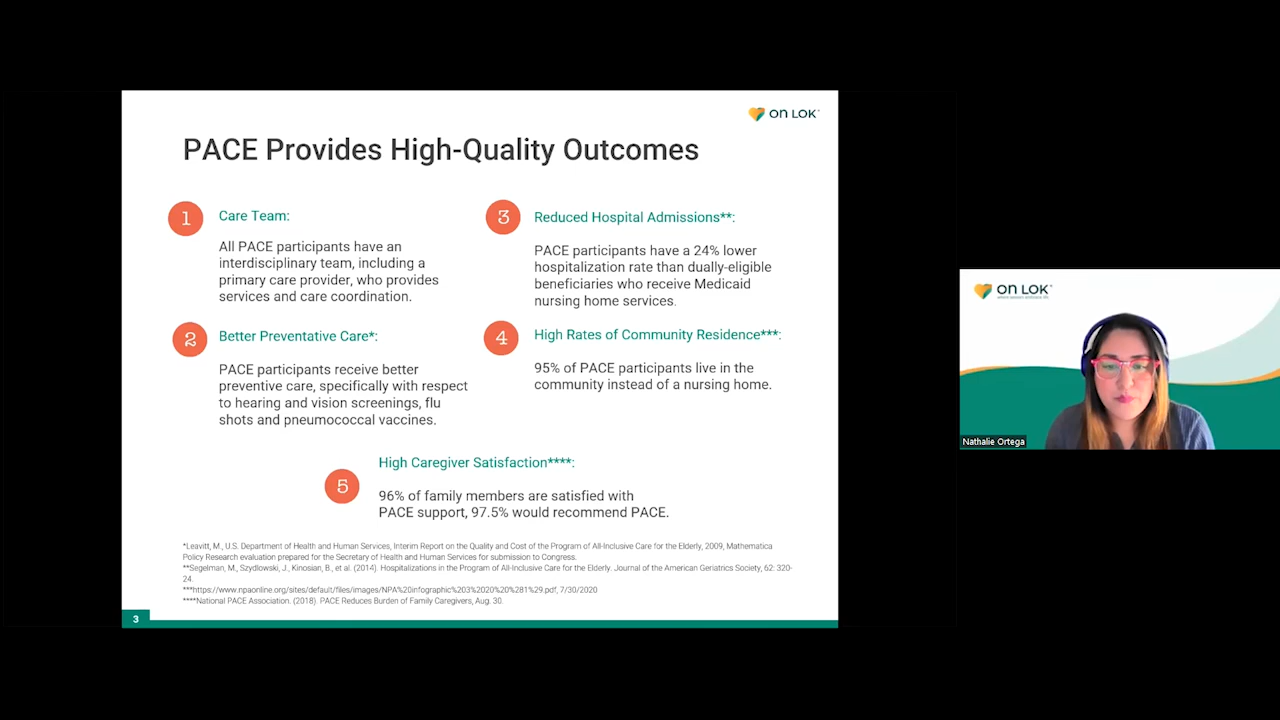 ON LOK
PACE Provides High-Quality Outcomes
1
Care Team:
All PACE participants have an
interdisciplinary team, including a
primary care provider, who provides
services and care coordination.
2
Better Preventative Care*:
PACE participants receive better
preventive care, specifically with respect
to hearing and vision screenings, flu
shots and pneumococcal vaccines.
3
Reduced Hospital Admissions**:
PACE participants have a 24% lower
hospitalization rate than dually-eligible
beneficiaries who receive Medicaid
nursing home services.
4
High Rates of Community Residence***:
95% of PACE participants live in the
community instead of a nursing home.
5
High Caregiver Satisfaction****:
96% of family members are satisfied with
PACE support, 97.5% would recommend PACE.
*Leavitt, M., U.S. Department of Health and Human Services, Interim Report on the Quality and Cost of the Program of All-Inclusive Care for the Elderly, 2009, Mathematica
Policy Research evaluation prepared for the Secretary of Health and Human Services for submission to Congress.
**Segelman, M., Szydlowski, J., Kinosian, B., et al. (2014). Hospitalizations in the Program of All-Inclusive Care for the Elderly. Journal of the American Geriatrics Society, 62: 320-
24.
***https://www.npaonline.org/sites/default/files/images/NPA%20infographic%203%2020%20%281%29.pdf, 7/30/2020
****National PACE Association. (2018). PACE Reduces Burden of Family Caregivers, Aug. 30.
3
ON LOK
Nathalie Ortega